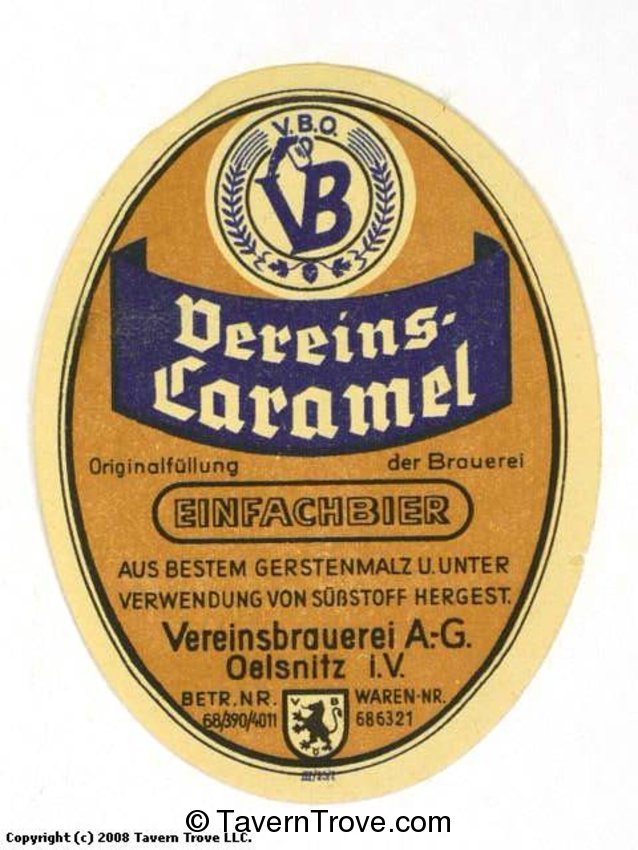 V.B.O.
VB
Vereins-
Caramel
Originalfüllung der Brauerei
EINFACHBIER
AUS BESTEM GERSTENMALZ U. UNTER
VERWENDUNG VON SÜßSTOFF HERGEST.
Vereinsbrauerei A.-G.
Oelsnitz i.V.
BETR. NR. WAREN-NR.
68/390/4011 686321
V B
O
© TavernTrove.com
Copyright (c) 2008 Tavern Trove LLC.